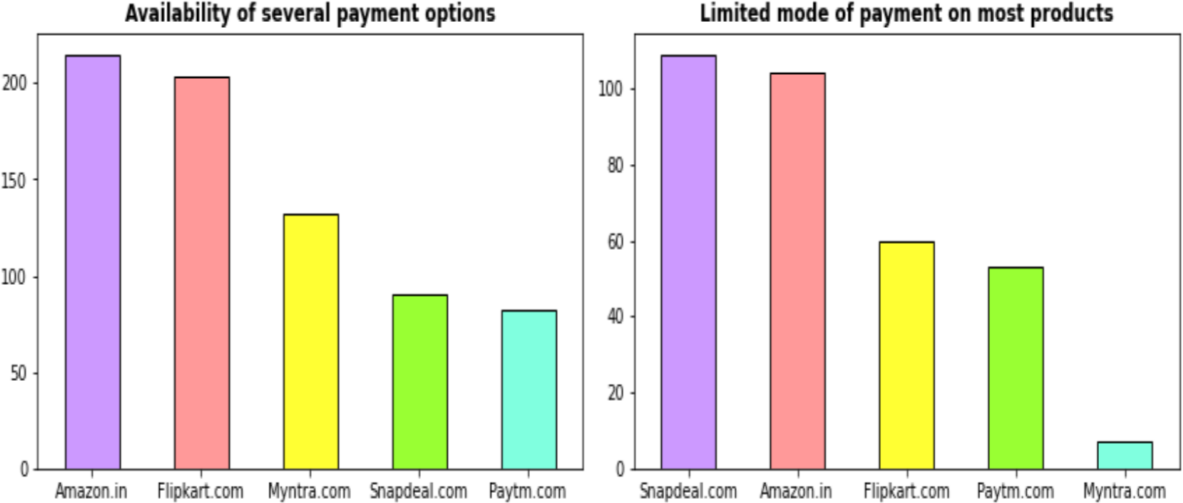 Availability of several payment options
200
150
100
50
0
Amazon.in Flipkart.com Myntra.com Snapdeal.com Paytm.com
Limited mode of payment on most products
100
80
60
40
20
0
Snapdeal.com Amazon.in Flipkart.com Paytm.com Myntra.com